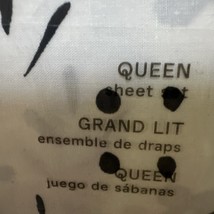 QUEEN
sheet set
GRAND LIT
ensemble de draps
QUEEN
juego de sábanas